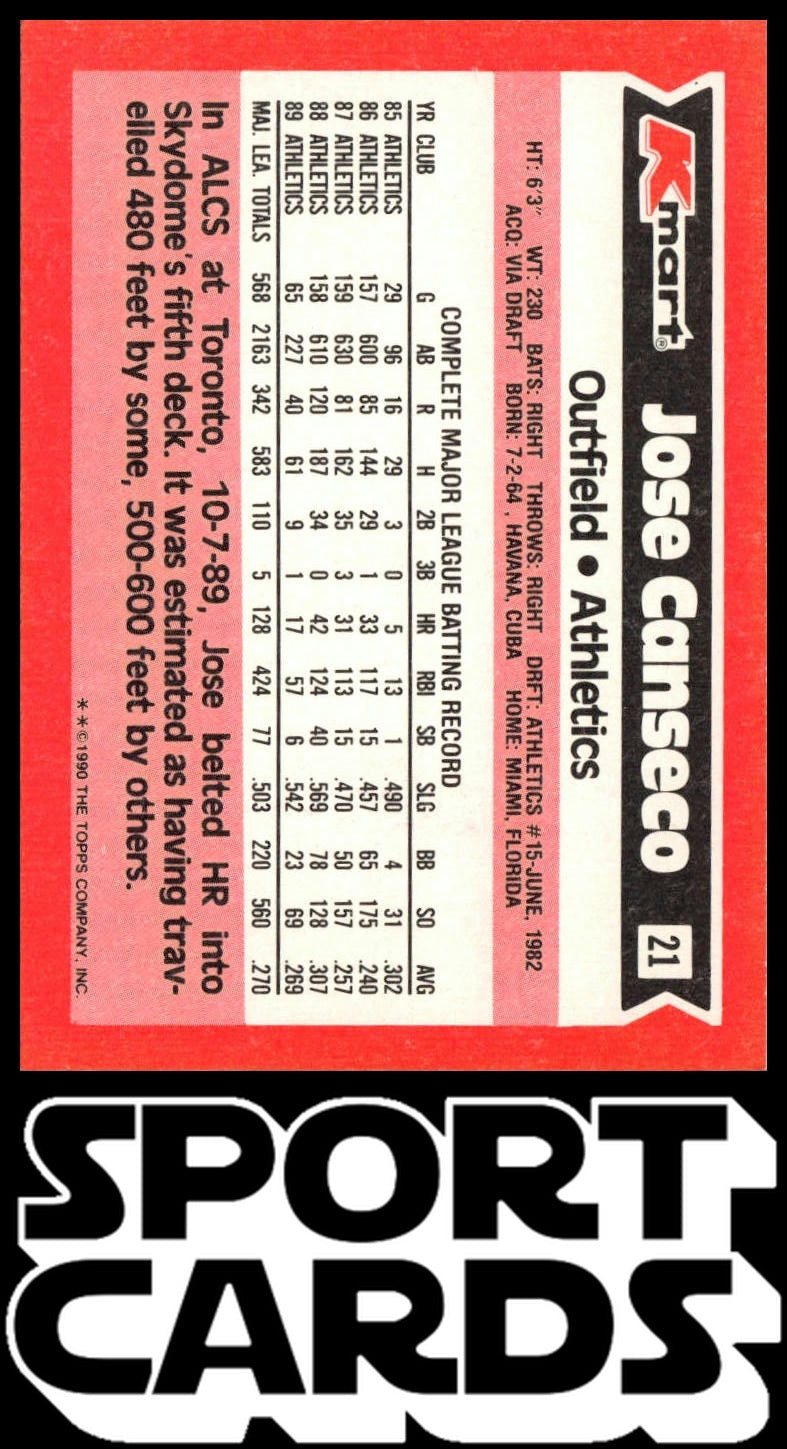 Kmart® Jose Canseco 21
Outfield • Athletics
HT: 6'3" WT: 230 BATS: RIGHT THROWS: RIGHT DRFT: ATHLETICS #15-JUNE, 1982
ACQ: VIA DRAFT BORN: 7-2-64, HAVANA, CUBA HOME: MIAMI, FLORIDA
COMPLETE MAJOR LEAGUE BATTING RECORD
YR CLUB G AB R H 2B 3B HR RBI SB SLG BB SO AVG
85 ATHLETICS 29 96 16 29 3 0 5 13 1 .490 4 31 .302
86 ATHLETICS 157 600 85 144 29 1 33 117 15 .457 65 175 .240
87 ATHLETICS 159 630 81 162 35 3 31 113 15 .470 50 157 .257
88 ATHLETICS 158 610 120 187 34 0 42 124 40 .569 78 128 .307
89 ATHLETICS 65 227 40 61 9 1 17 57 6 .542 23 69 .269
MAJ. LEA. TOTALS 568 2163 342 583 110 5 128 424 77 .503 220 560 .270
In ALCS at Toronto, 10-7-89, Jose belted HR into
Skydome's fifth deck. It was estimated as having trav-
elled 480 feet by some, 500-600 feet by others.
**©1990 THE TOPPS COMPANY, INC.
SPORT
CARDS